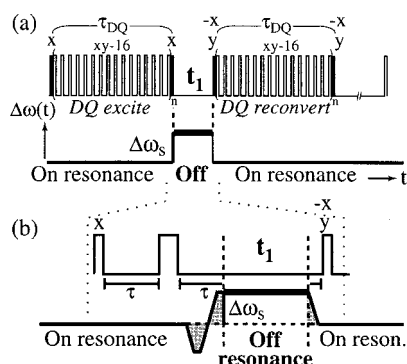 (a)
τDQ
τDQ
-x
-x
x
xy-16
x
t1
y
xy-16
y
DQ excite
n
DQ reconvert
n
Δω(t)
Δωs
On resonance
Off
On resonance
t
(b)
x
-x
y
t1
τ
τ
Δωs
On resonance
Off
On reson.
resonance